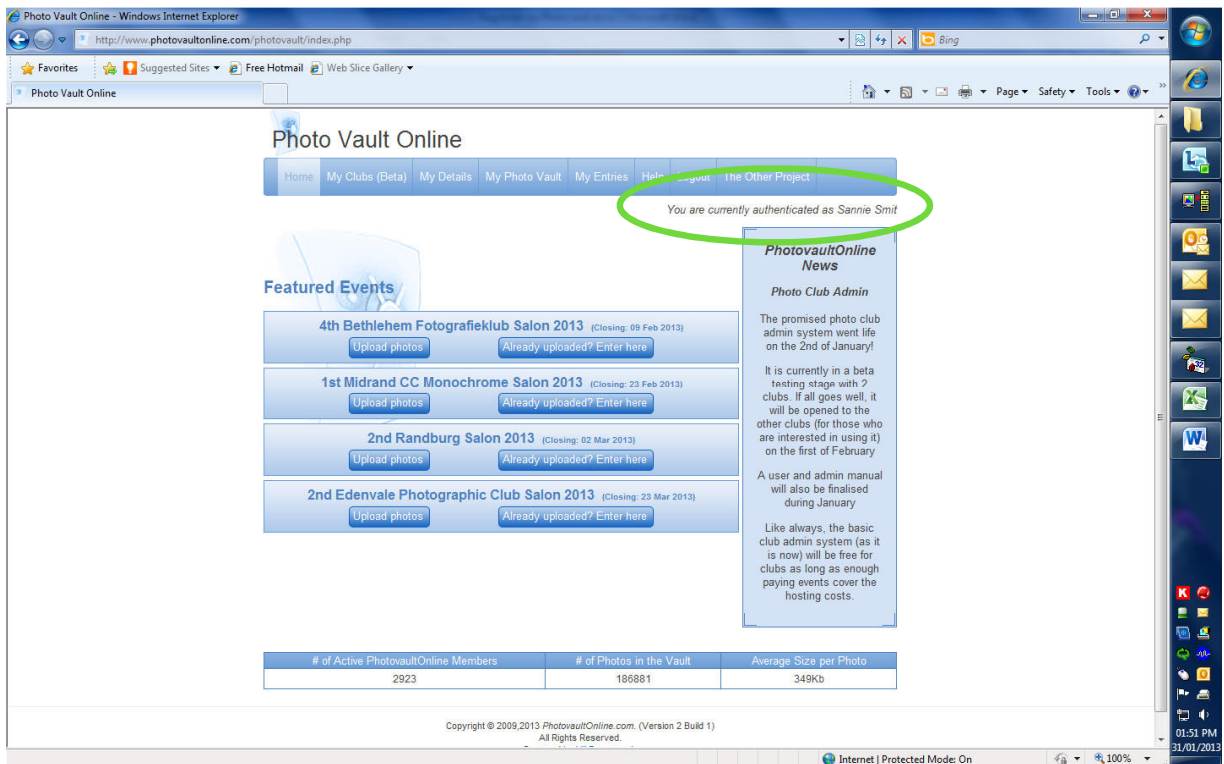 Photo Vault Online - Windows Internet Explorer
http://www.photovaultonline.com/photovault/index.php
Bing
Favorites Suggested Sites Free Hotmail Web Slice Gallery
Photo Vault Online
Page Safety Tools
Photo Vault Online
Home My Clubs (Beta) My Details My Photo Vault My Entries Help Logout The Other Project
You are currently authenticated as Sannie Smit
Featured Events
4th Bethlehem Fotografieklub Salon 2013 (Closing: 09 Feb 2013)
Upload photos Already uploaded? Enter here
1st Midrand CC Monochrome Salon 2013 (Closing: 23 Feb 2013)
Upload photos Already uploaded? Enter here
2nd Randburg Salon 2013 (Closing: 02 Mar 2013)
Upload photos Already uploaded? Enter here
2nd Edenvale Photographic Club Salon 2013 (Closing: 23 Mar 2013)
Upload photos Already uploaded? Enter here
PhotovaultOnline
News
Photo Club Admin
The promised photo club
admin system went life
on the 2nd of January!
It is currently in a beta
testing stage with 2
clubs. If all goes well, it
will be opened to the
other clubs (for those who
are interested in using it)
on the first of February
A user and admin manual
will also be finalised
during January
Like always, the basic
club admin system (as it
is now) will be free for
clubs as long as enough
paying events cover the
hosting costs.
# of Active PhotovaultOnline Members # of Photos in the Vault Average Size per Photo
2923 186881 349Kb
Copyright © 2009,2013 PhotovaultOnline.com. (Version 2 Build 1)
All Rights Reserved.
Internet | Protected Mode: On 100%
01:51 PM
31/01/2013